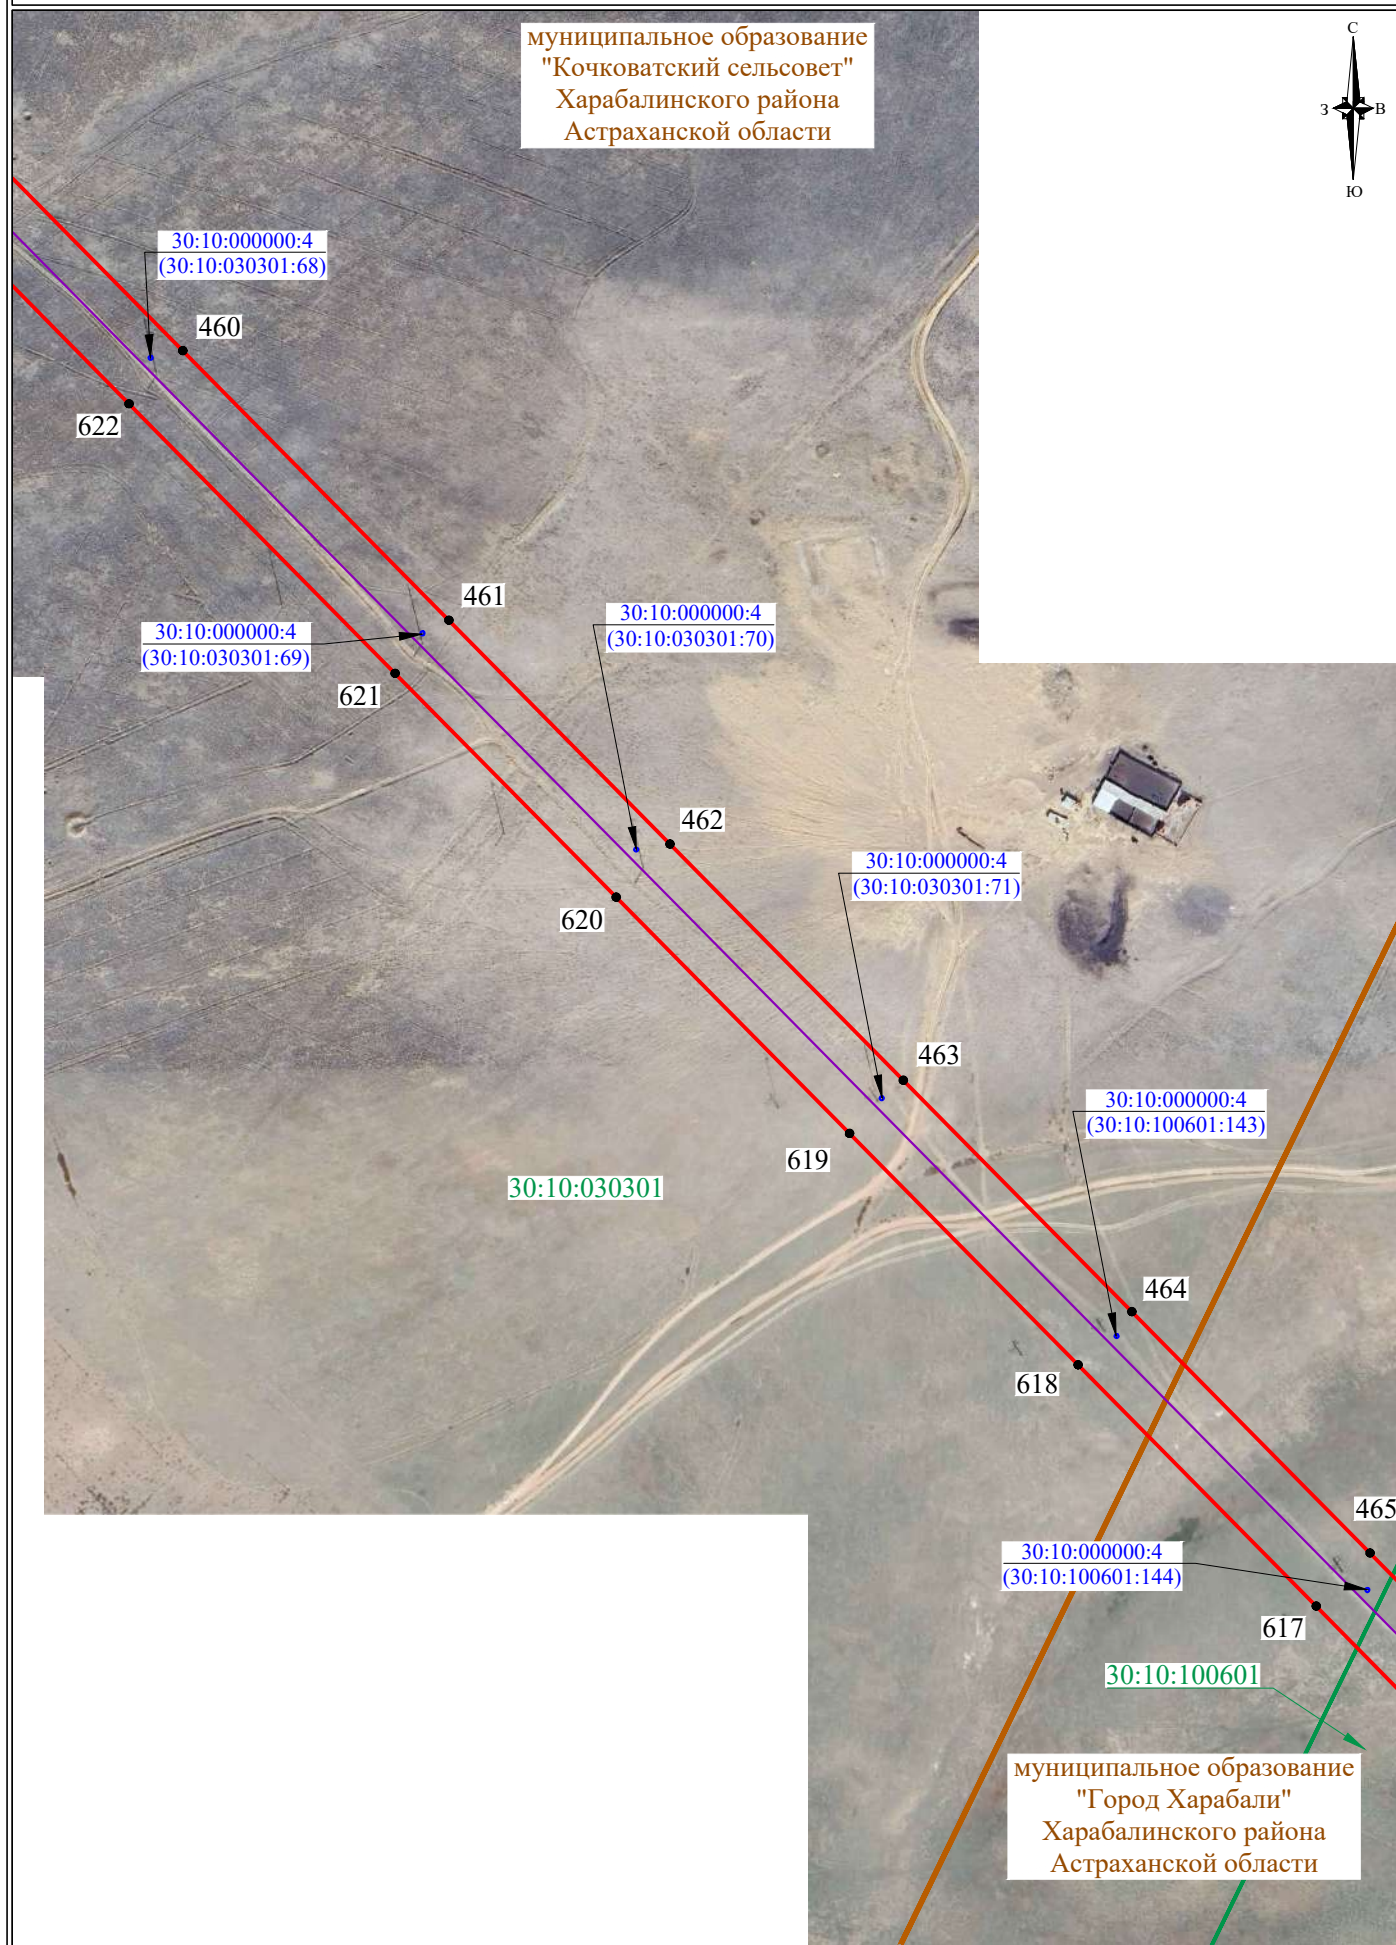 муниципальное образование
"Кочковатский сельсовет"
Харабалинского района
Астраханской области
С
З
В
Ю
30:10:000000:4
(30:10:030301:68)
460
622
461
30:10:000000:4
(30:10:030301:69)
30:10:000000:4
(30:10:030301:70)
621
462
30:10:000000:4
(30:10:030301:71)
620
463
30:10:000000:4
(30:10:100601:143)
619
30:10:030301
464
618
465
30:10:000000:4
(30:10:100601:144)
617
30:10:100601
муниципальное образование
"Город Харабали"
Харабалинского района
Астраханской области